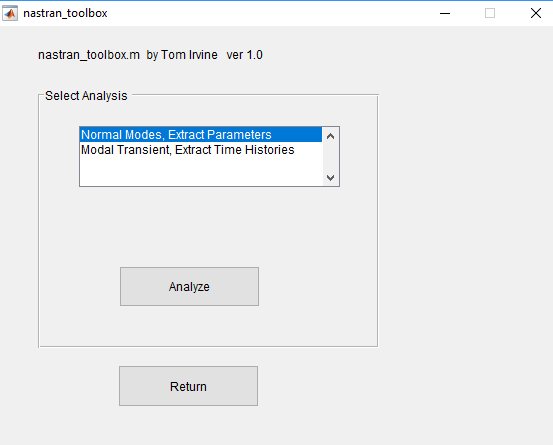 nastran_toolbox
nastran_toolbox.m  by Tom Irvine   ver 1.0
Select Analysis
Normal Modes, Extract Parameters
Modal Transient, Extract Time Histories
Analyze
Return